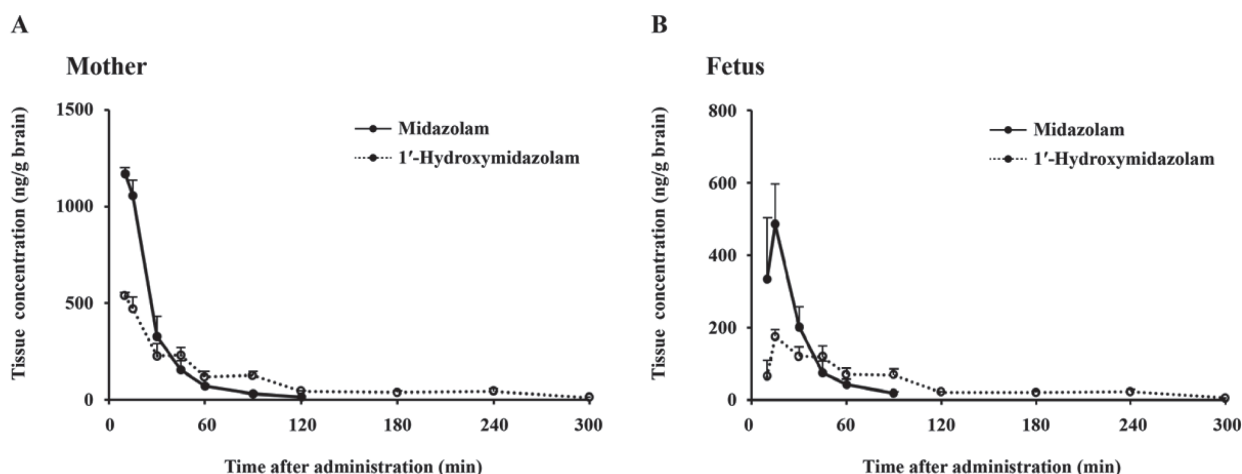 A
Mother
Tissue concentration (ng/g brain)
1500
1000
500
0
Midazolam
1′-Hydroxymidazolam
0 60 120 180 240 300
Time after administration (min)
B
Fetus
Tissue concentration (ng/g brain)
800
600
400
200
0
Midazolam
1′-Hydroxymidazolam
0 60 120 180 240 300
Time after administration (min)